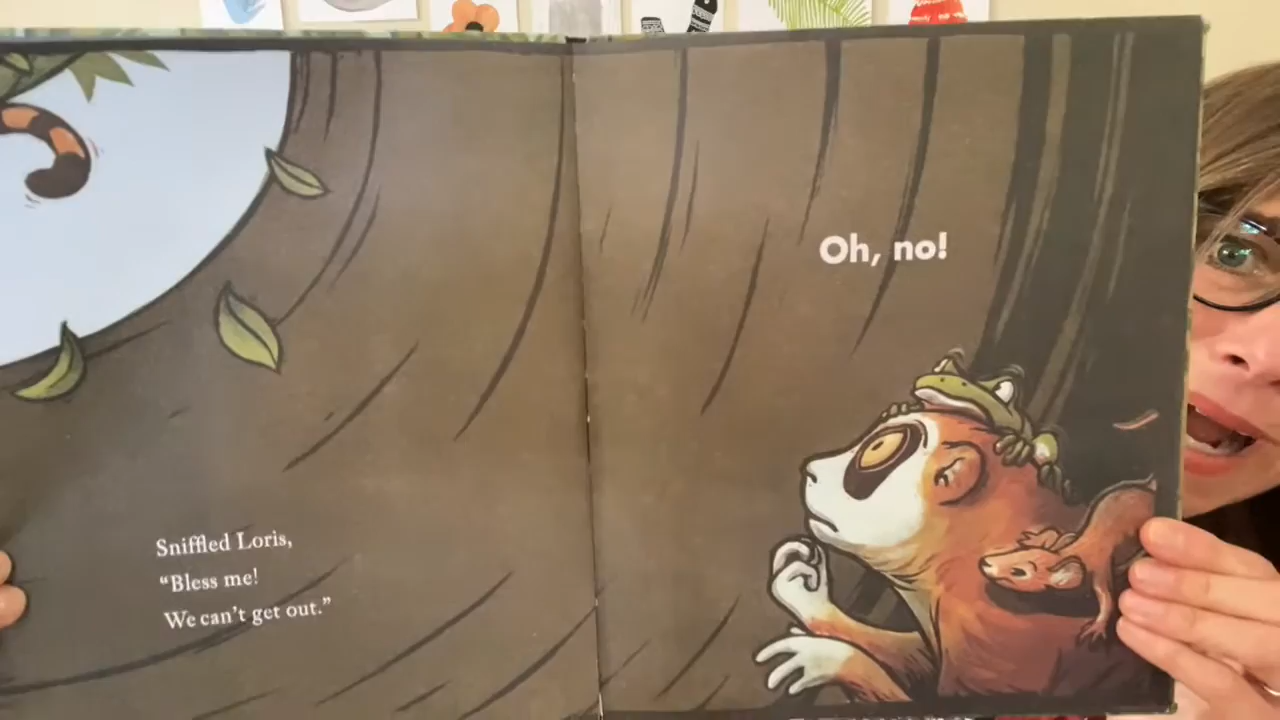 Sniffled Loris,
“Bless me!
We can’t get out.”
Oh, no!